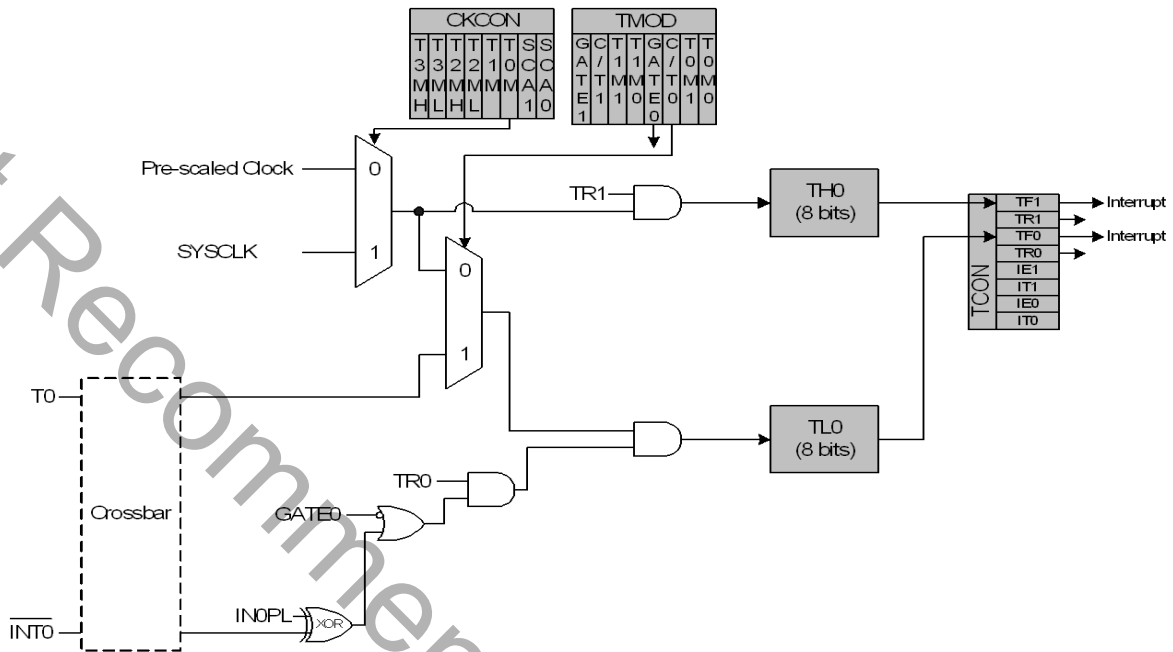 CKCON
T3MH
T3ML
T2MH
T2ML
T1M
T0M
SCA1
SCA0
TMOD
GATE1
C/T1
T1M1
T1M0
GATE0
C/T0
T0M1
T0M0
Pre-scaled Clock
0
SYSCLK
1
TR1
TH0
(8 bits)
TCON
TF1
TR1
TF0
TR0
IE1
IT1
IE0
IT0
Interrupt
Interrupt
0
1
T0
Crossbar
INT0
TL0
(8 bits)
TR0
GATE0
IN0PL
XOR
Recommen